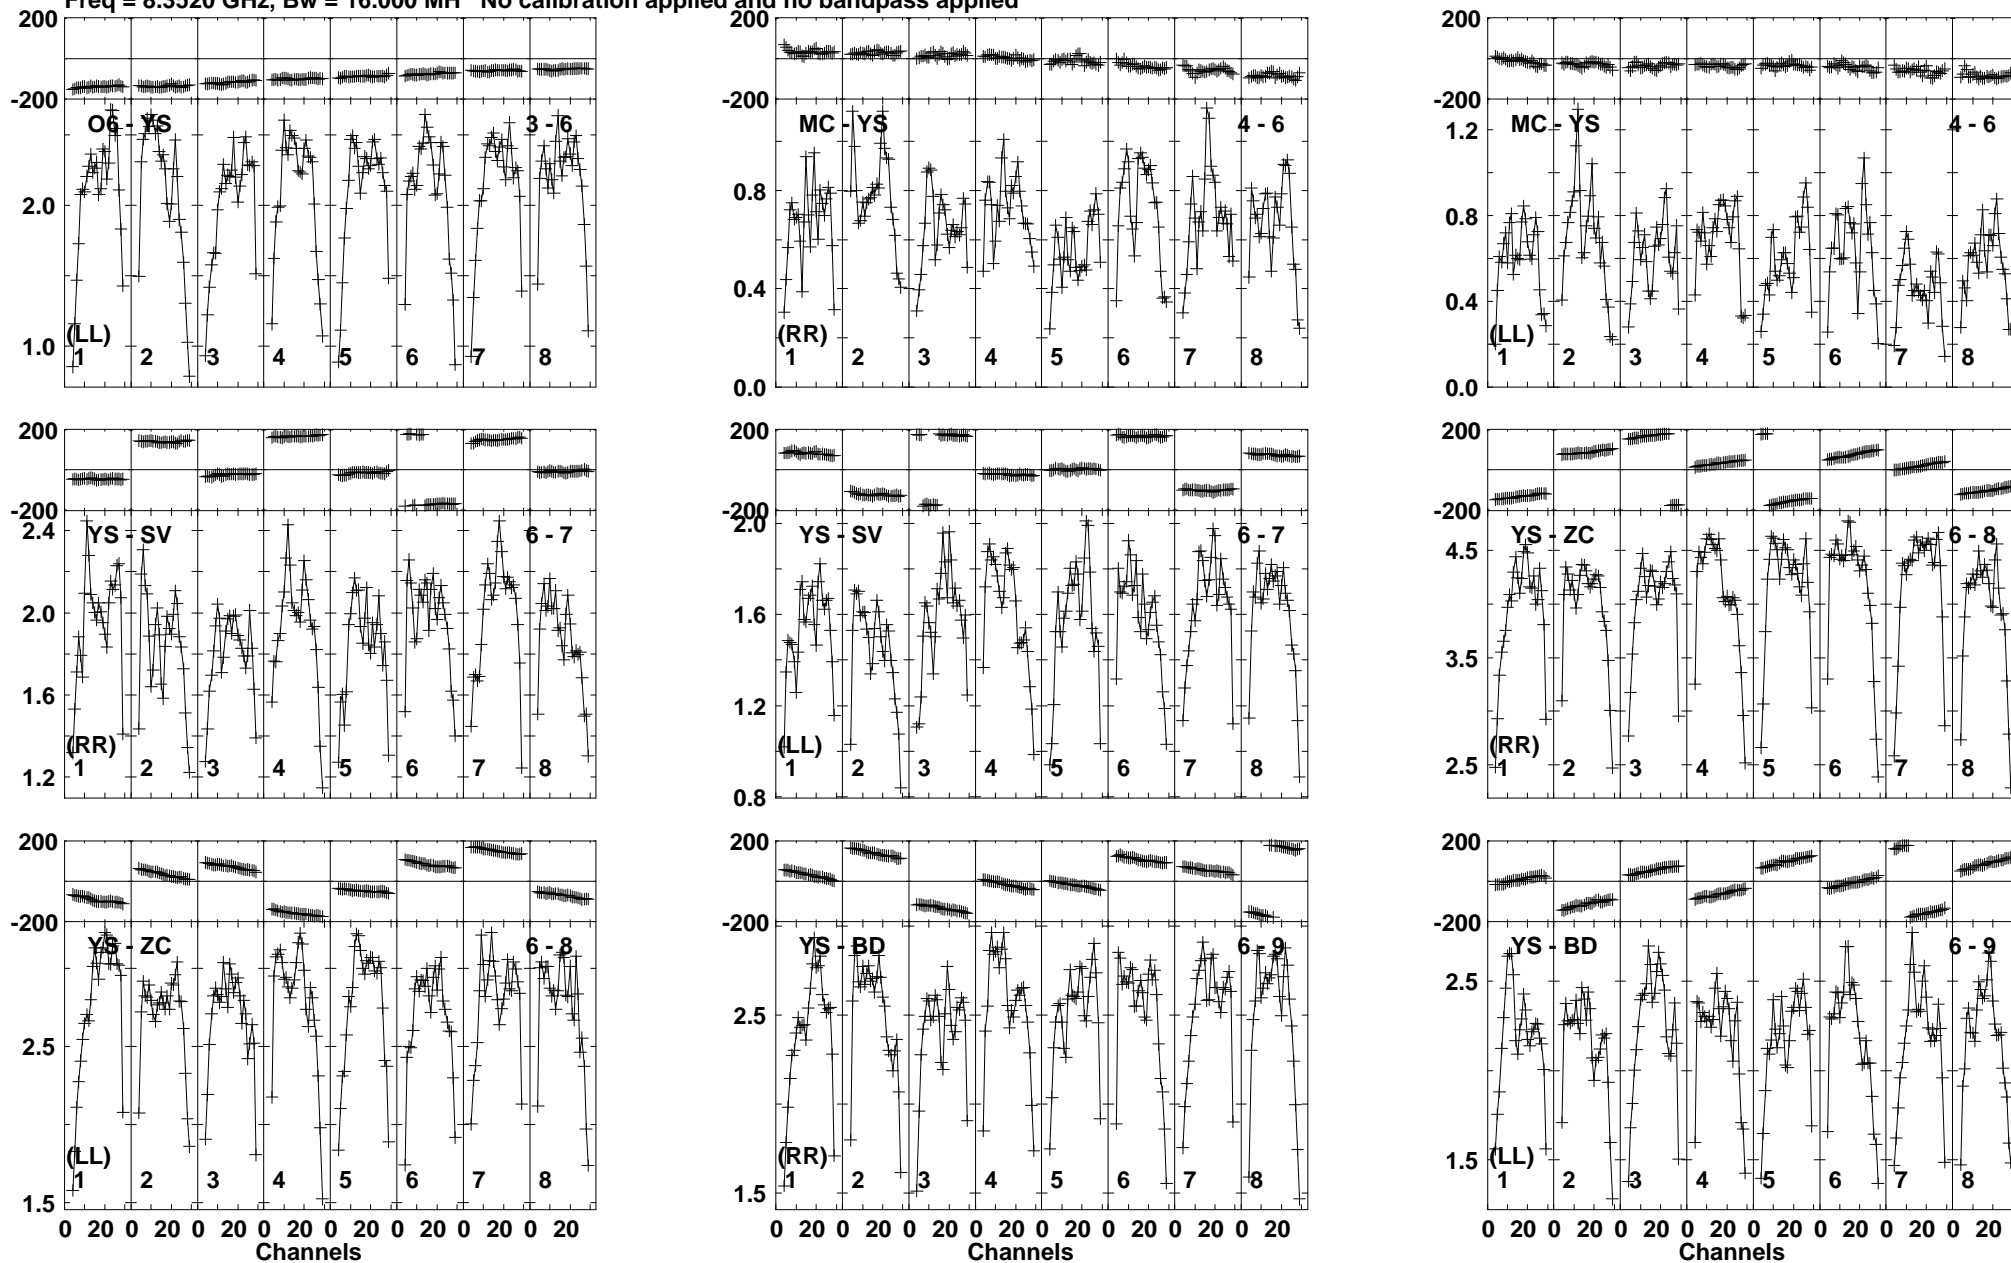 Freq = 8.3520 GHz, Bw = 16.000 MH No calibration applied and no bandpass applied
200 200 200
-200 -200 -200
O6 - YS 3 - 6 MC - YS 4 - 6 MC - YS 4 - 6
1.2
2.0 0.8 0.8
0.4 0.4
1.0
(LL) (RR) (LL)
1 2 3 4 5 6 7 8 1 2 3 4 5 6 7 8 1 2 3 4 5 6 7 8
0.0 0.0
200 200 200
-200 -200 -200
YS - SV 6 - 7 YS - SV 6 - 7 YS - ZC 6 - 8
2.4 2.0 4.5
2.0 1.6 3.5
1.6 1.2
(RR) (LL) (RR)
1 2 3 4 5 6 7 8 1 2 3 4 5 6 7 8 1 2 3 4 5 6 7 8
1.2 0.8 2.5
200 200 200
-200 -200 -200
YS - ZC 6 - 8 YS - BD 6 - 9 YS - BD 6 - 9
2.5 2.5 2.5
(LL) (RR) (LL)
1 2 3 4 5 6 7 8 1 2 3 4 5 6 7 8 1 2 3 4 5 6 7 8
1.5 1.5 1.5
0 20 0 20 0 20 0 20 0 20 0 20 0 20 0 20 0 20 0 20 0 20 0 20 0 20 0 20 0 20 0 20 0 20 0 20 0 20 0 20 0 20 0 20 0 20 0 20
Channels Channels Channels